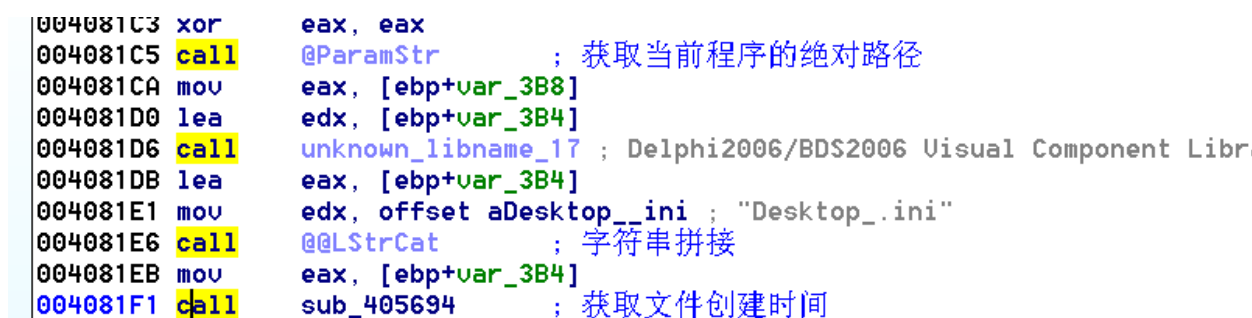 004081C3 xor eax, eax
004081C5 call @ParamStr ; 获取当前程序的绝对路径
004081CA mov eax, [ebp+var_3B8]
004081D0 lea edx, [ebp+var_3B4]
004081D6 call unknown_libname_17 ; Delphi2006/BDS2006 Visual Component Libra
004081DB lea eax, [ebp+var_3B4]
004081E1 mov edx, offset aDesktop__ini ; "Desktop_.ini"
004081E6 call @@LStrCat ; 字符串拼接
004081EB mov eax, [ebp+var_3B4]
004081F1 call sub_405694 ; 获取文件创建时间